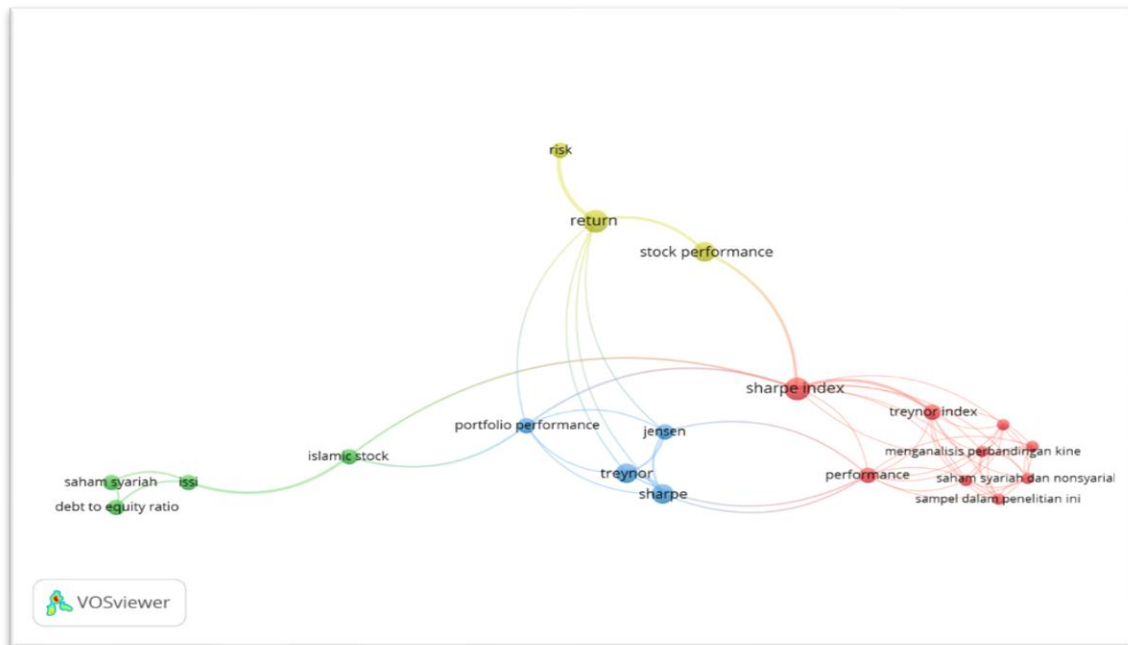 risk
return
stock performance
sharpe index
treynor index
portfolio performance
jensen
menganalisis perbandingan kine
islamic stock
treynor
performance
saham syariah
issi
saham syariah dan nonsyariah
sharpe
sampel dalam penelitian ini
debt to equity ratio
VOSviewer